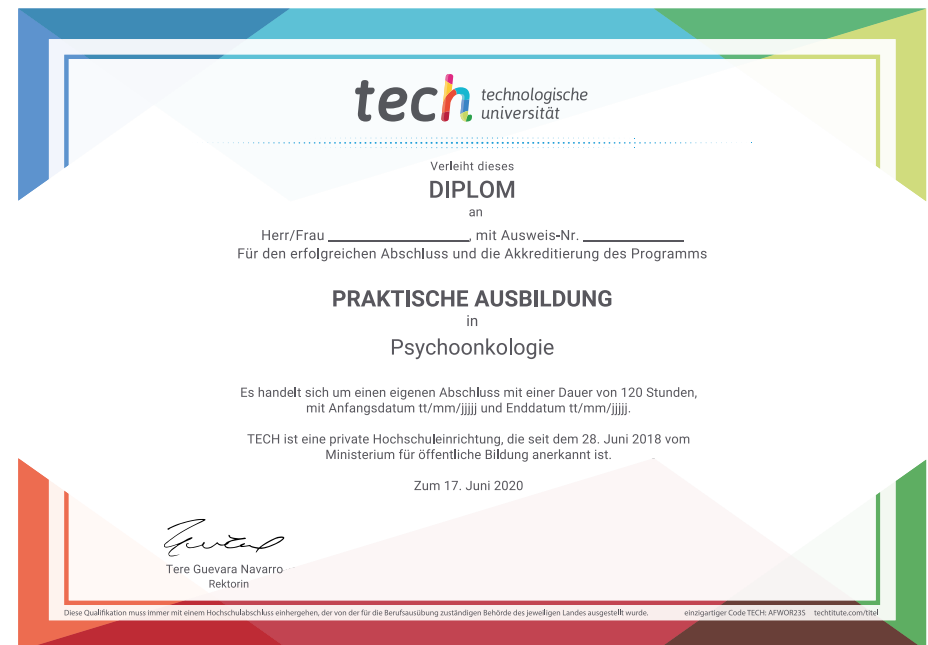 tech technologische
universität
Verleiht dieses
DIPLOM
an
Herr/Frau ____________________, mit Ausweis-Nr. ______________
Für den erfolgreichen Abschluss und die Akkreditierung des Programms
PRAKTISCHE AUSBILDUNG
in
Psychoonkologie
Es handelt sich um einen eigenen Abschluss mit einer Dauer von 120 Stunden,
mit Anfangsdatum tt/mm/jjjjj und Enddatum tt/mm/jjjjj.
TECH ist eine private Hochschuleinrichtung, die seit dem 28. Juni 2018 vom
Ministerium für öffentliche Bildung anerkannt ist.
Zum 17. Juni 2020
Tere Guevara Navarro
Rektorin
Diese Qualifikation muss immer mit einem Hochschulabschluss einhergehen, der von der für die Berufsausübung zuständigen Behörde des jeweiligen Landes ausgestellt wurde. einzigartiger Code TECH: AFWOR23S techtitute.com/titel